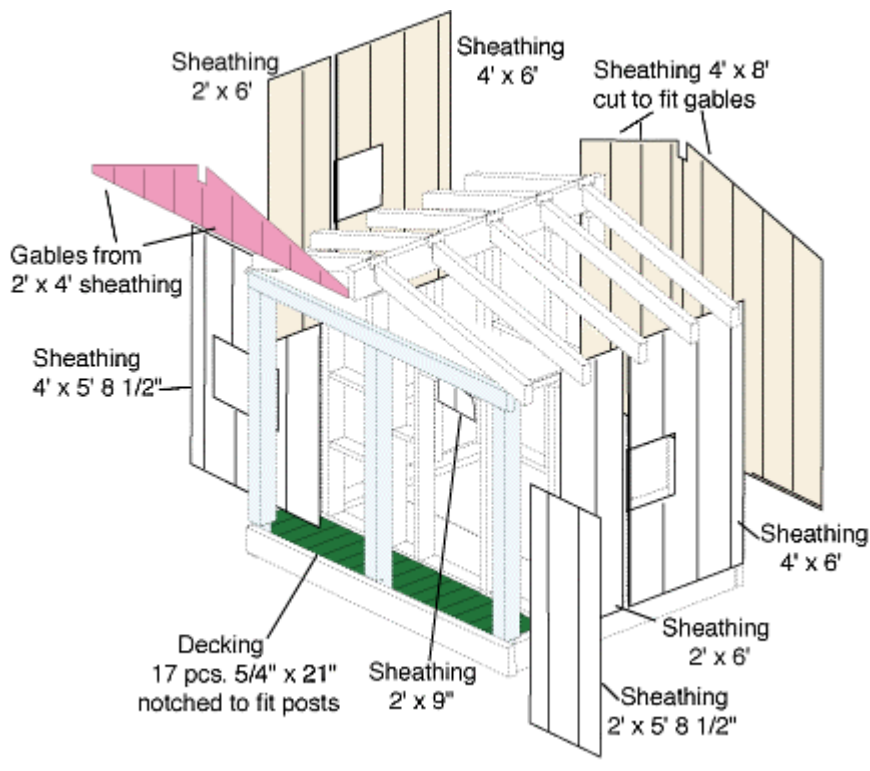 Sheathing
2' x 6'
Sheathing
4' x 6'
Sheathing 4' x 8'
cut to fit gables
Gables from
2' x 4' sheathing
Sheathing
4' x 5' 8 1/2"
Sheathing
4' x 6'
Sheathing
2' x 6'
Decking
17 pcs. 5/4" x 21"
notched to fit posts
Sheathing
2' x 9"
Sheathing
2' x 5' 8 1/2"